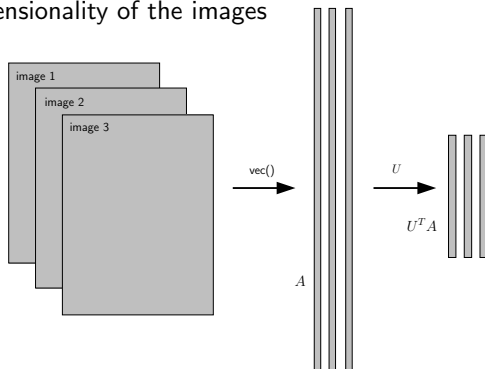 ensionality of the images
image 1
image 2
image 3
vec()
U
U^T A
A